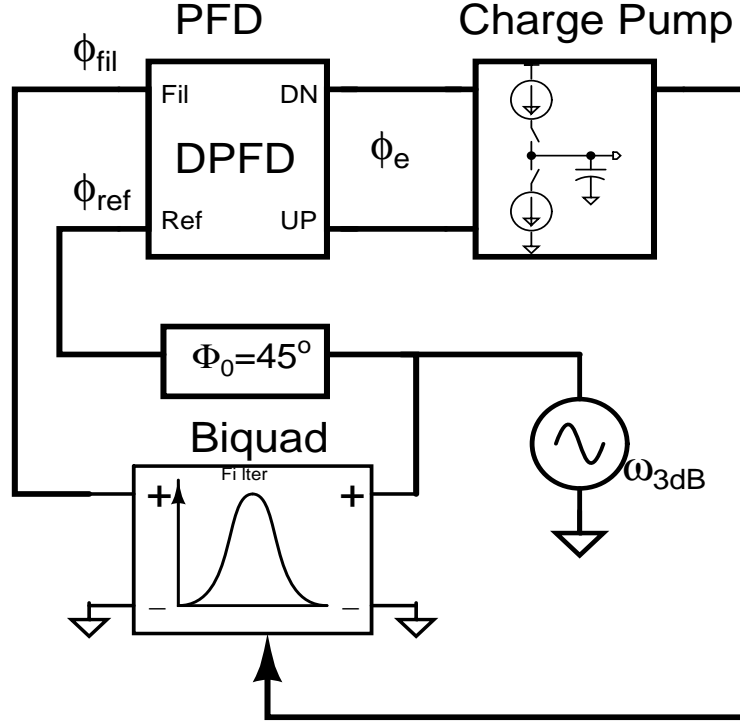 PFD
Charge Pump
ϕfil
Fil
DN
DPFD
ϕe
ϕref
Ref
UP
Φ0=45o
Biquad
Fi lter
+
+
ω3dB
–
–